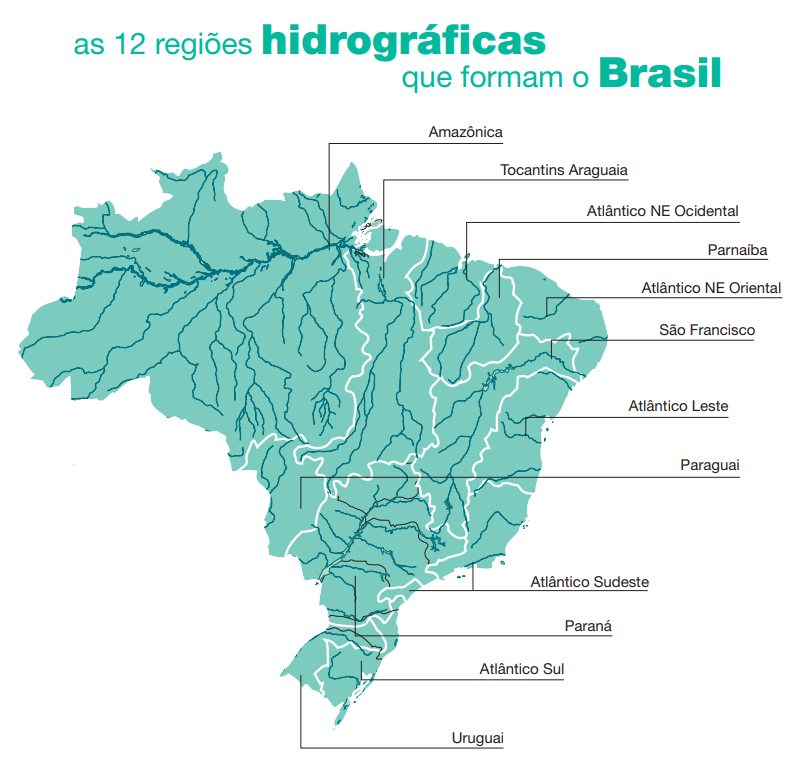 as 12 regiões hidrográficas
que formam o Brasil
Amazônica
Tocantins Araguaia
Atlântico NE Ocidental
Parnaíba
Atlântico NE Oriental
São Francisco
Atlântico Leste
Paraguai
Atlântico Sudeste
Paraná
Atlântico Sul
Uruguai